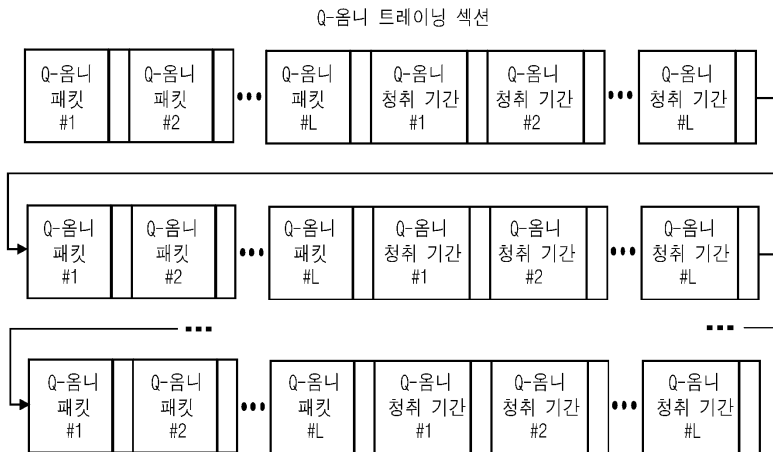 Q-옴니 트레이닝 섹션
Q-옴니 패킷 #1
Q-옴니 패킷 #2
•••
Q-옴니 패킷 #L
Q-옴니 청취 기간 #1
Q-옴니 청취 기간 #2
•••
Q-옴니 청취 기간 #L
Q-옴니 패킷 #1
Q-옴니 패킷 #2
•••
Q-옴니 패킷 #L
Q-옴니 청취 기간 #1
Q-옴니 청취 기간 #2
•••
Q-옴니 청취 기간 #L
Q-옴니 패킷 #1
Q-옴니 패킷 #2
•••
Q-옴니 패킷 #L
Q-옴니 청취 기간 #1
Q-옴니 청취 기간 #2
•••
Q-옴니 청취 기간 #L